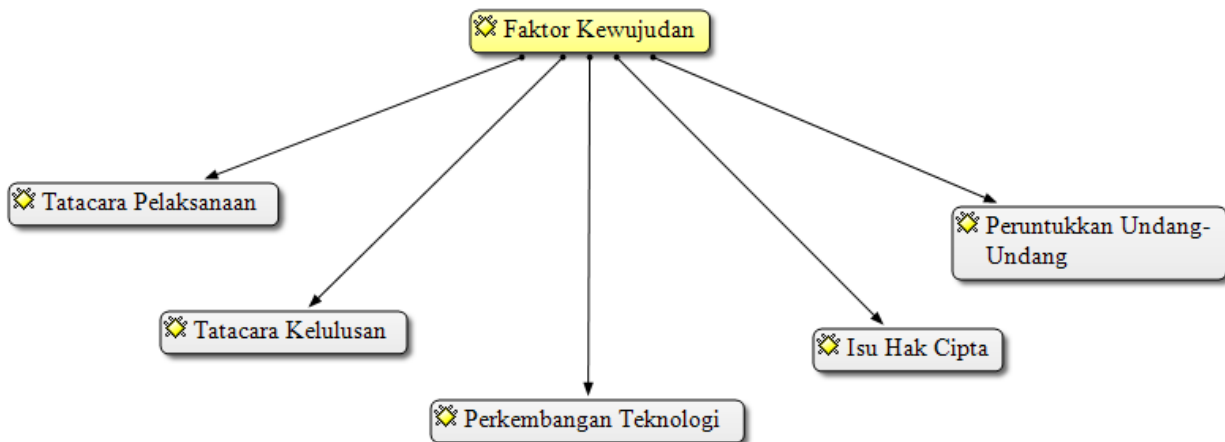 Faktor Kewujudan
Tatacara Pelaksanaan
Peruntukkan Undang-
Undang
Tatacara Kelulusan
Isu Hak Cipta
Perkembangan Teknologi